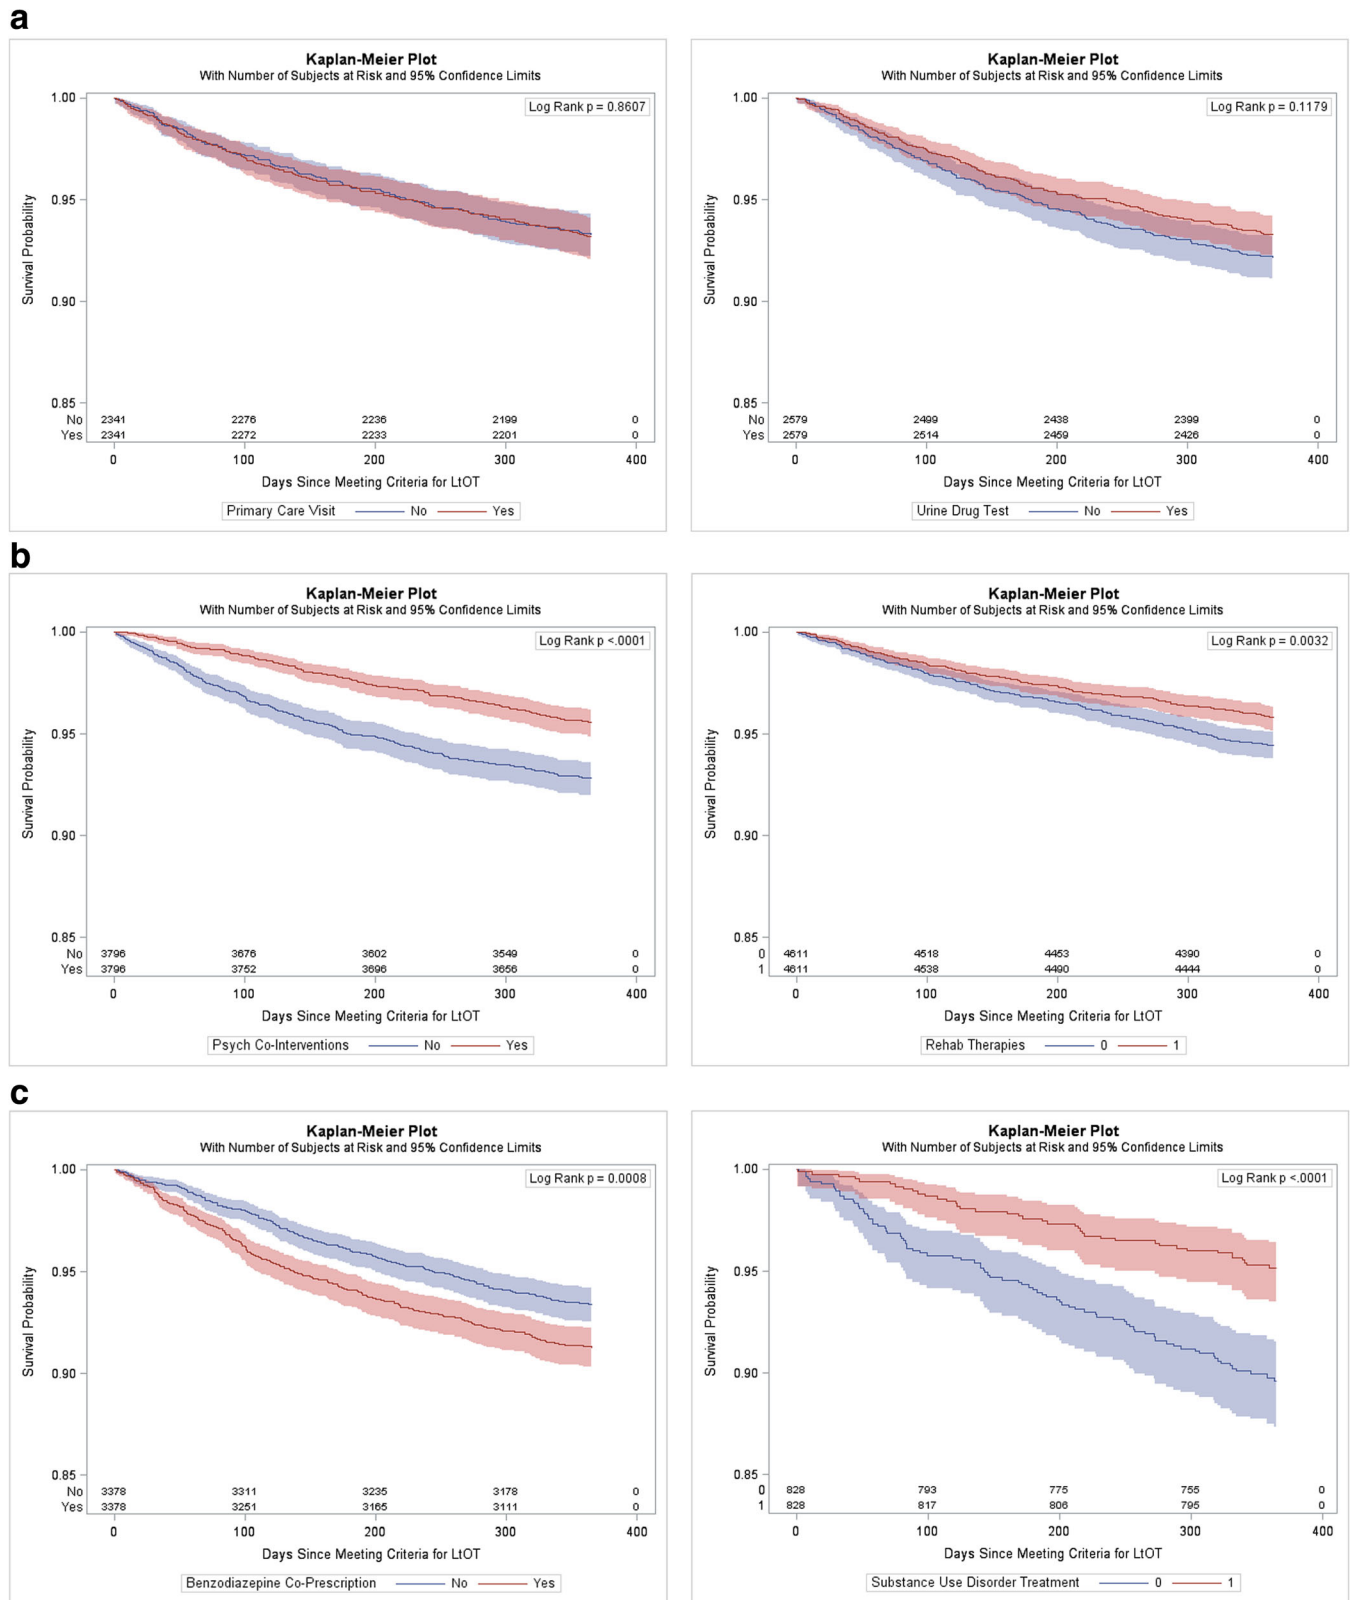 a
Kaplan-Meier Plot
With Number of Subjects at Risk and 95% Confidence Limits
Log Rank p = 0.8607
Survival Probability
1.00
0.95
0.90
0.85
No 2341 2276 2236 2199 0
Yes 2341 2272 2233 2201 0
0 100 200 300 400
Days Since Meeting Criteria for LtOT
Primary Care Visit No Yes
Kaplan-Meier Plot
With Number of Subjects at Risk and 95% Confidence Limits
Log Rank p = 0.1179
Survival Probability
1.00
0.95
0.90
0.85
No 2579 2499 2438 2399 0
Yes 2579 2514 2459 2426 0
0 100 200 300 400
Days Since Meeting Criteria for LtOT
Urine Drug Test No Yes
b
Kaplan-Meier Plot
With Number of Subjects at Risk and 95% Confidence Limits
Log Rank p <.0001
Survival Probability
1.00
0.95
0.90
0.85
No 3796 3676 3602 3549 0
Yes 3796 3752 3696 3656 0
0 100 200 300 400
Days Since Meeting Criteria for LtOT
Psych Co-Interventions No Yes
Kaplan-Meier Plot
With Number of Subjects at Risk and 95% Confidence Limits
Log Rank p = 0.0032
Survival Probability
1.00
0.95
0.90
0.85
0 4611 4518 4453 4390 0
1 4611 4538 4490 4444 0
0 100 200 300 400
Days Since Meeting Criteria for LtOT
Rehab Therapies 0 1
c
Kaplan-Meier Plot
With Number of Subjects at Risk and 95% Confidence Limits
Log Rank p = 0.0008
Survival Probability
1.00
0.95
0.90
0.85
No 3378 3311 3235 3178 0
Yes 3378 3251 3165 3111 0
0 100 200 300 400
Days Since Meeting Criteria for LtOT
Benzodiazepine Co-Prescription No Yes
Kaplan-Meier Plot
With Number of Subjects at Risk and 95% Confidence Limits
Log Rank p <.0001
Survival Probability
1.00
0.95
0.90
0.85
0 828 793 775 755 0
1 828 817 806 795 0
0 100 200 300 400
Days Since Meeting Criteria for LtOT
Substance Use Disorder Treatment 0 1